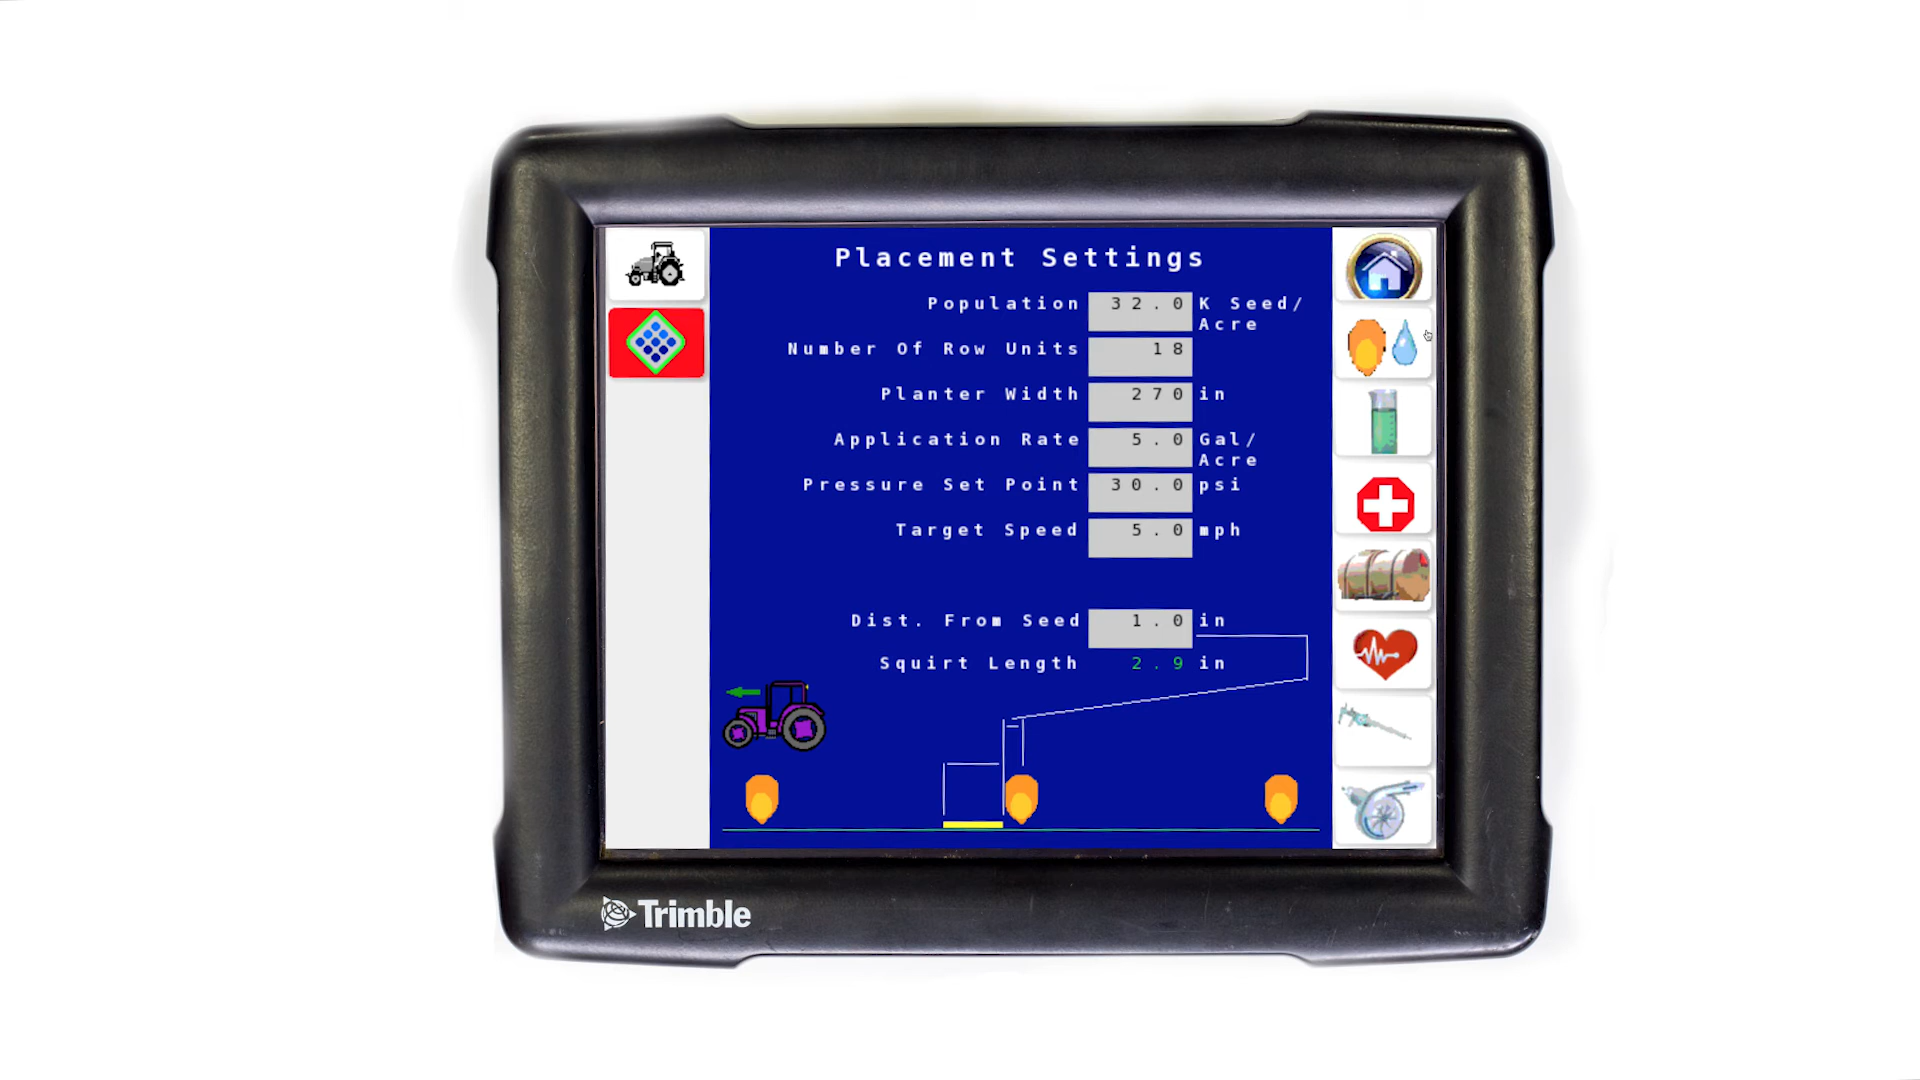 Placement Settings
Population 32.0 K Seed/
Acre
Number Of Row Units 18
Planter Width 270 in
Application Rate 5.0 Gal/
Acre
Pressure Set Point 30.0 psi
Target Speed 5.0 mph
Dist. From Seed 1.0 in
Squirt Length 2.9 in
Trimble